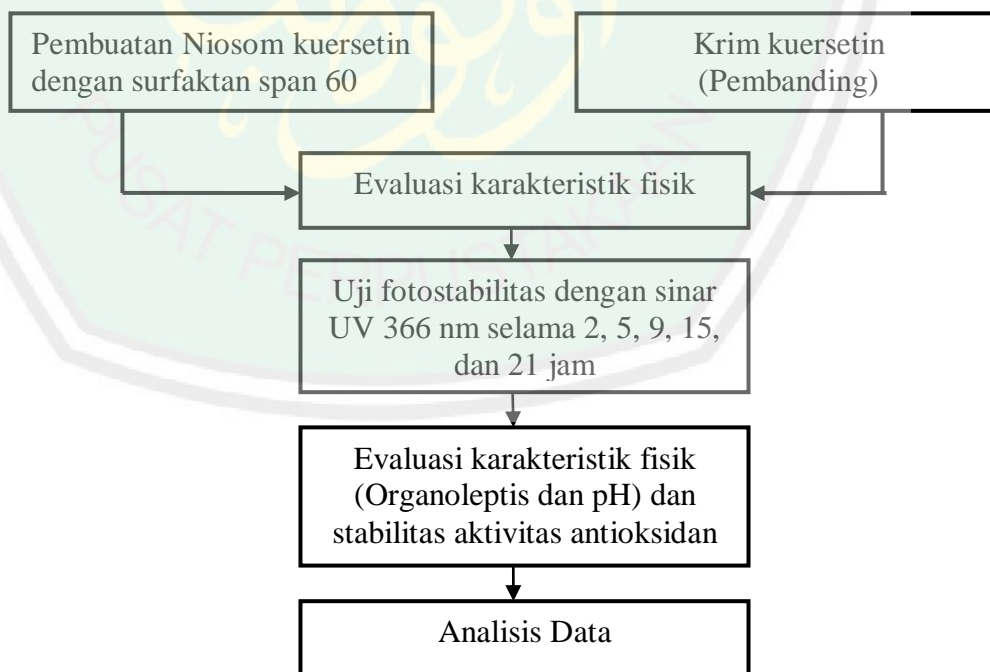 Pembuatan Niosom kuersetin
dengan surfaktan span 60
Krim kuersetin
(Pembanding)
Evaluasi karakteristik fisik
Uji fotostabilitas dengan sinar
UV 366 nm selama 2, 5, 9, 15,
dan 21 jam
Evaluasi karakteristik fisik
(Organoleptis dan pH) dan
stabilitas aktivitas antioksidan
Analisis Data
PUSAT PERPUSTAKAAN